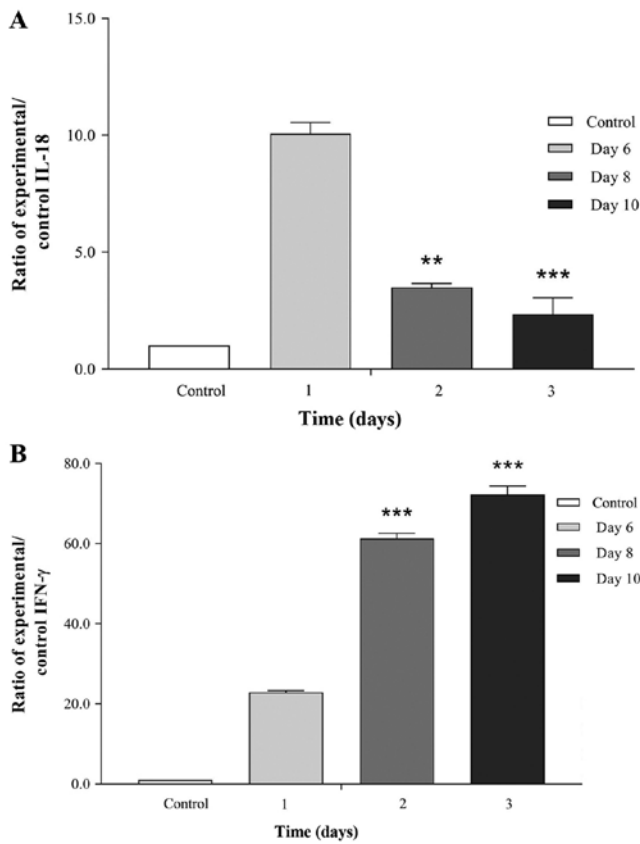 A
15.0
10.0
5.0
0.0
Ratio of experimental/
control IL-18
Control
Day 6
Day 8
Day 10
**
***
Control 1 2 3
Time (days)
B
80.0
60.0
40.0
20.0
0.0
Ratio of experimental/
control IFN-γ
Control
Day 6
Day 8
Day 10
***
***
Control 1 2 3
Time (days)